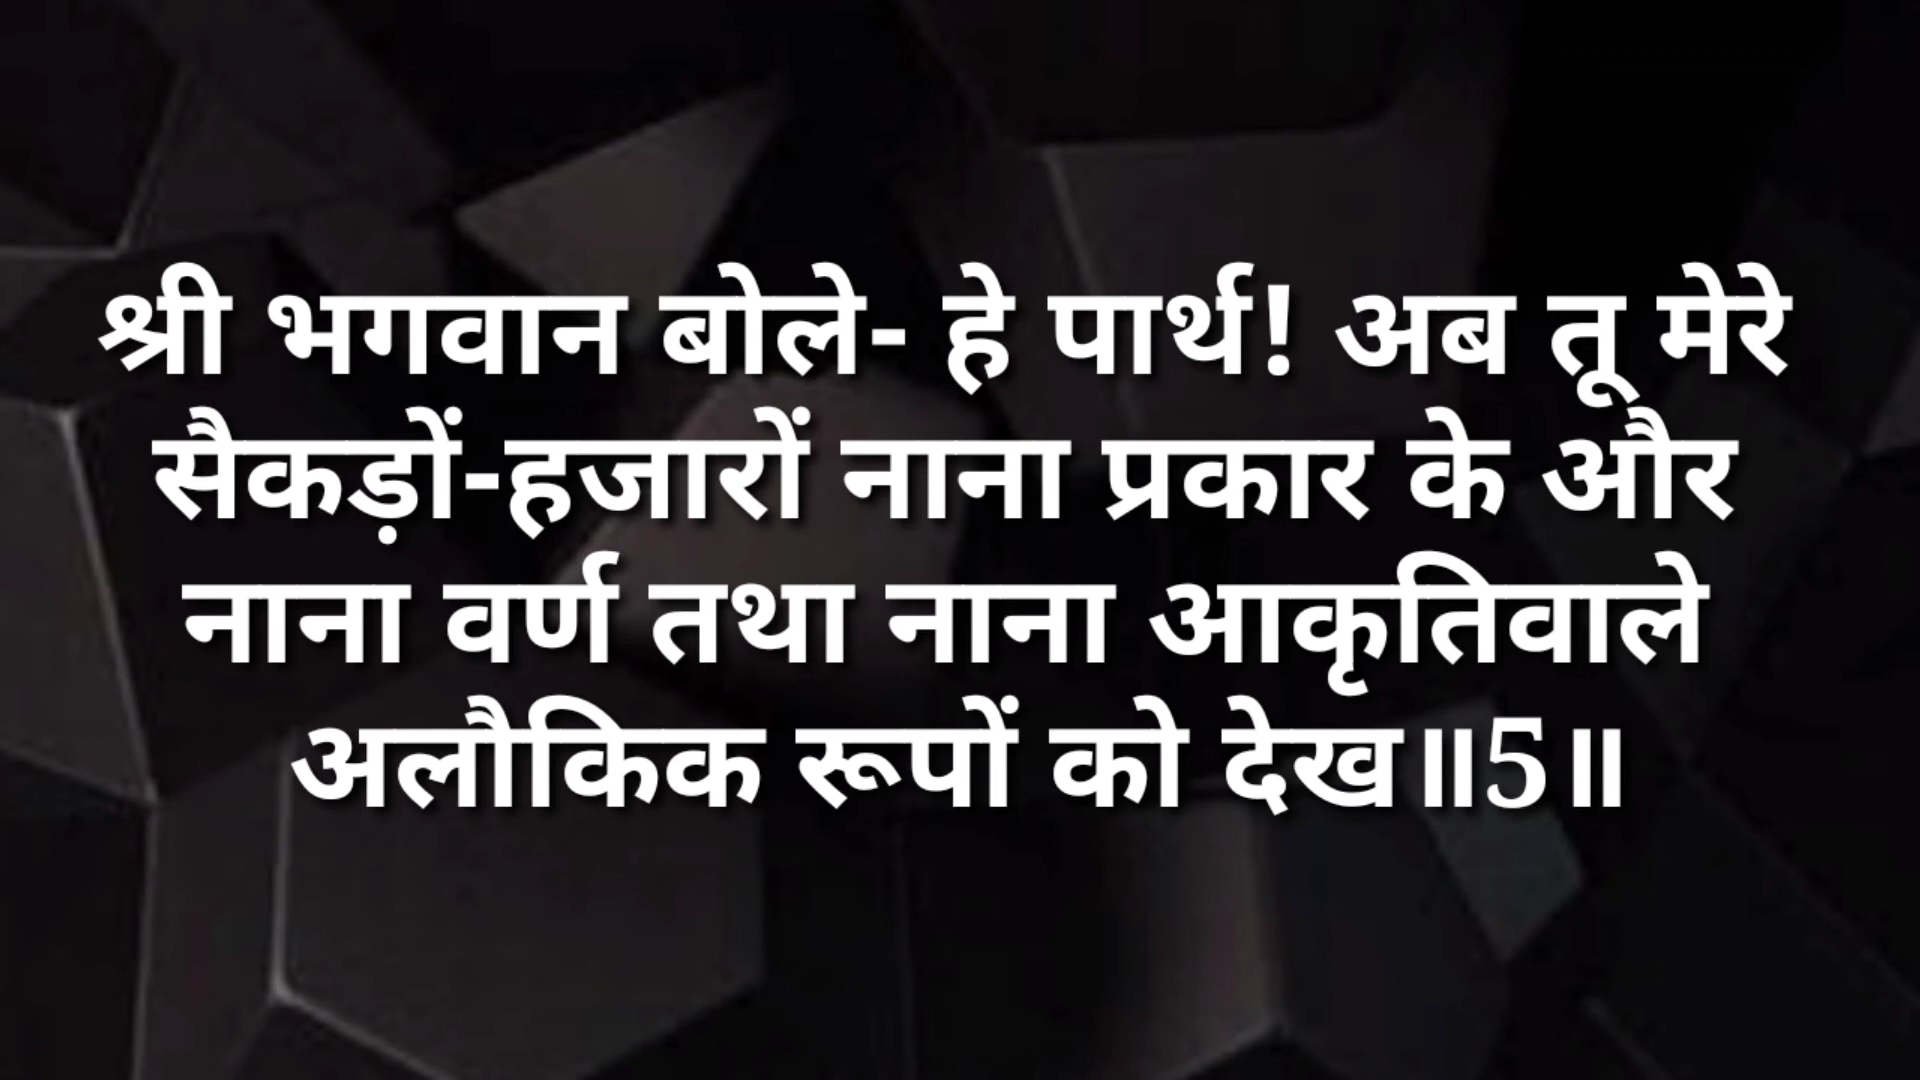 श्री भगवान बोले- हे पार्थ! अब तू मेरे
सैकड़ों-हजारों नाना प्रकार के और
नाना वर्ण तथा नाना आकृतिवाले
अलौकिक रूपों को देख॥5॥